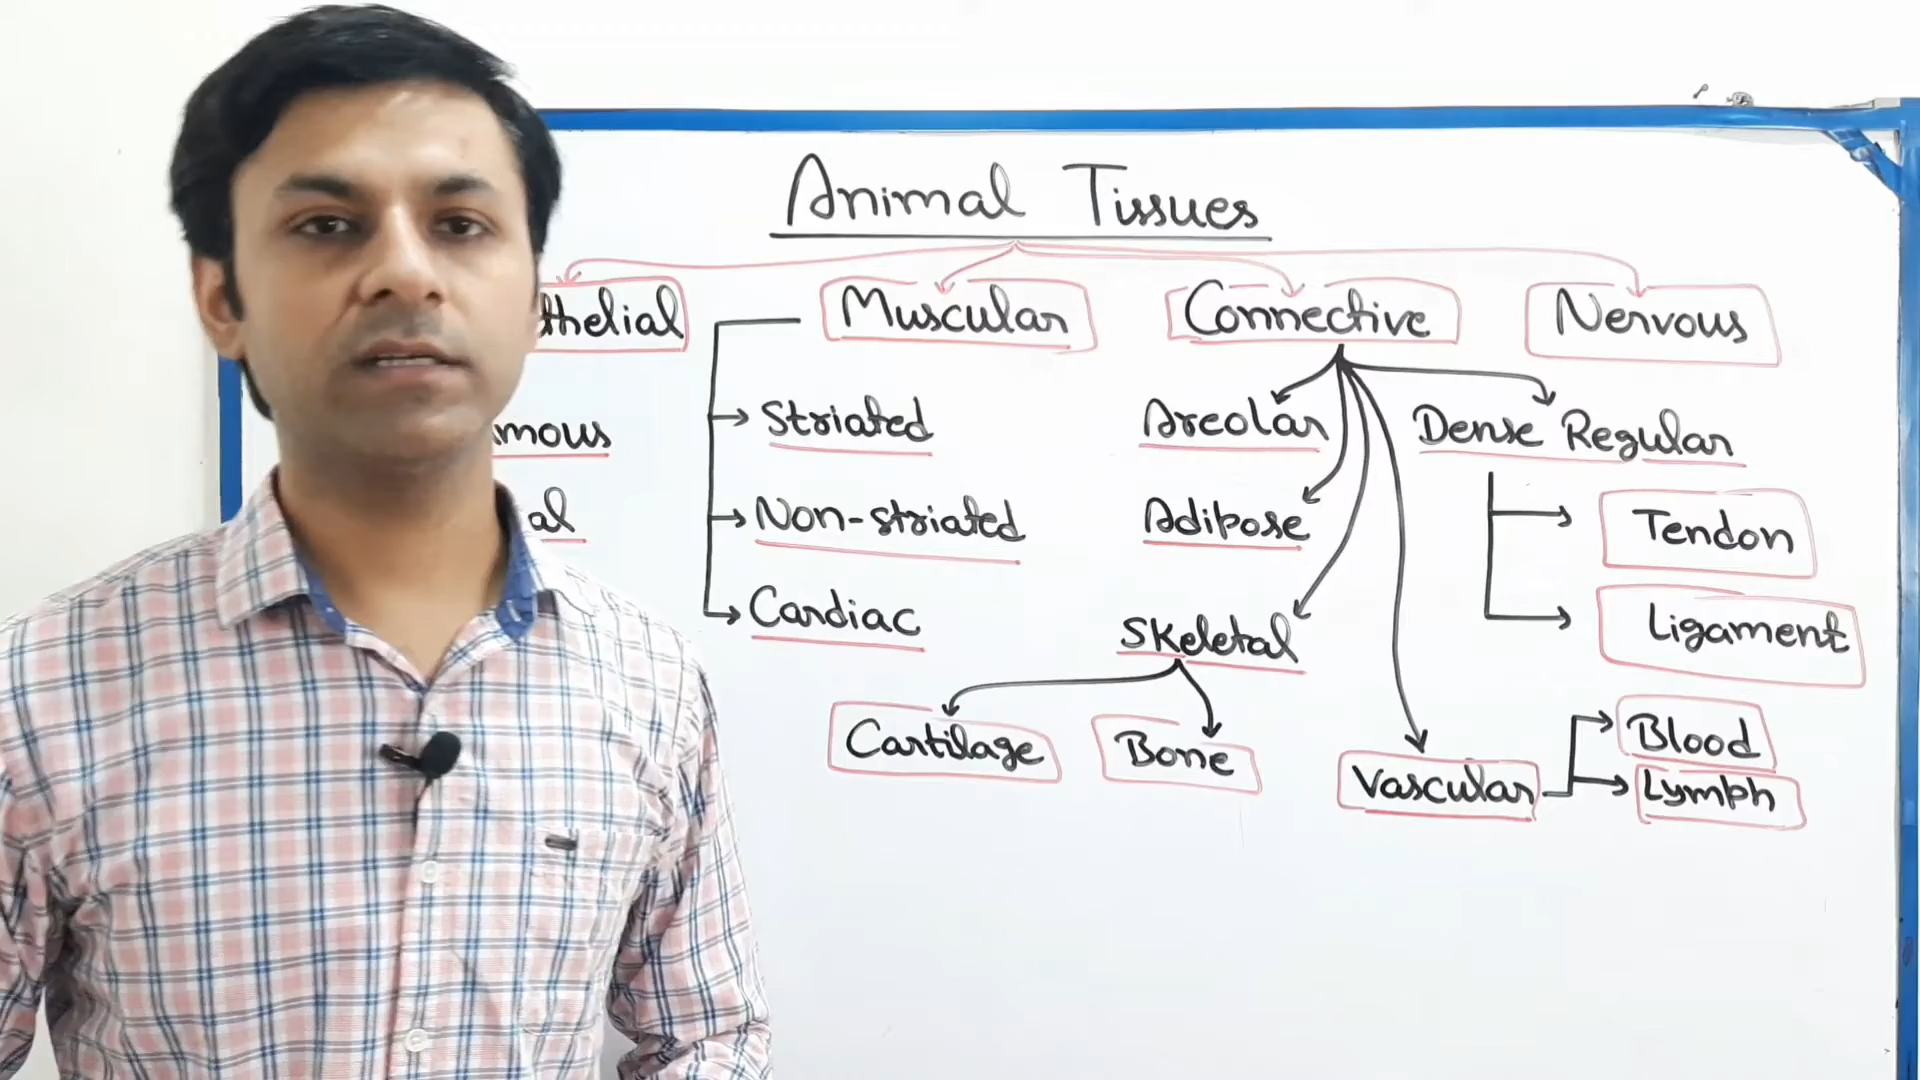 Animal Tissues
thelial Muscular Connective Nervous
mous Striated Areolar Dense Regular
al Non-striated Adipose Tendon
Cardiac Skeletal Ligament
Cartilage Bone Vascular Blood
Lymph